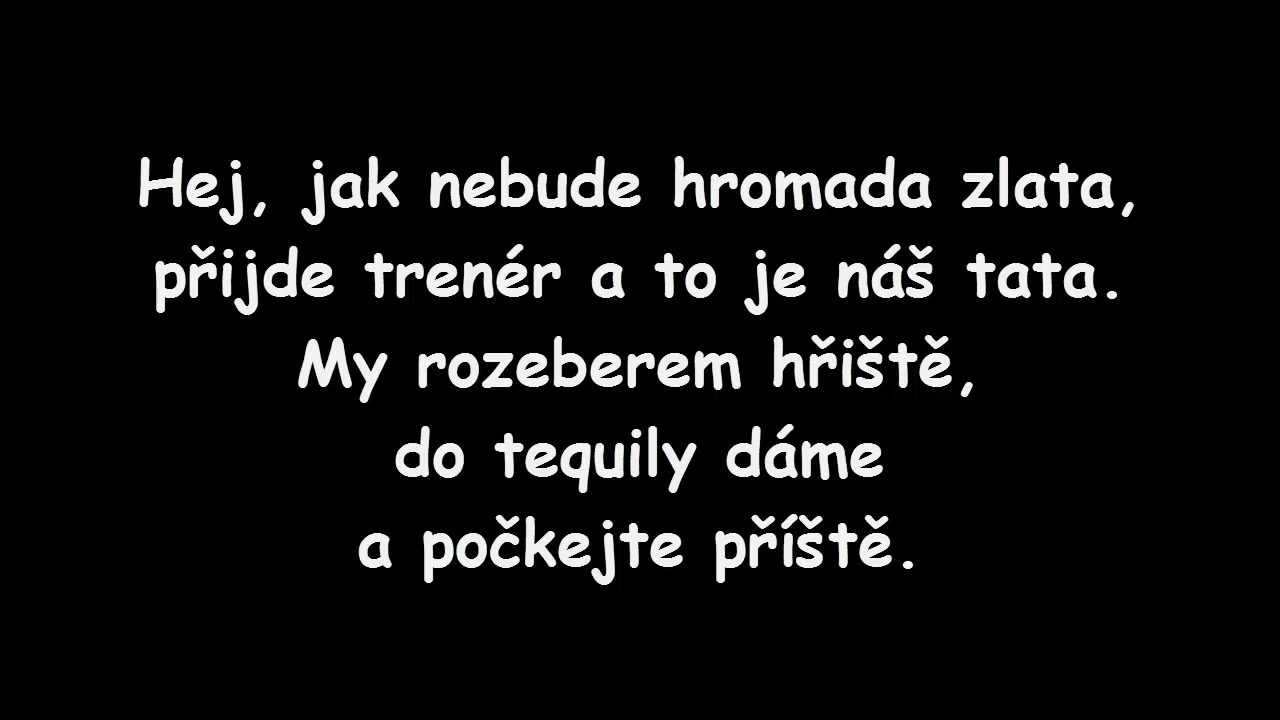 Hej, jak nebude hromada zlata,
přijde trenér a to je náš tata.
My rozeberem hřiště,
do tequily dáme
a počkejte příště.